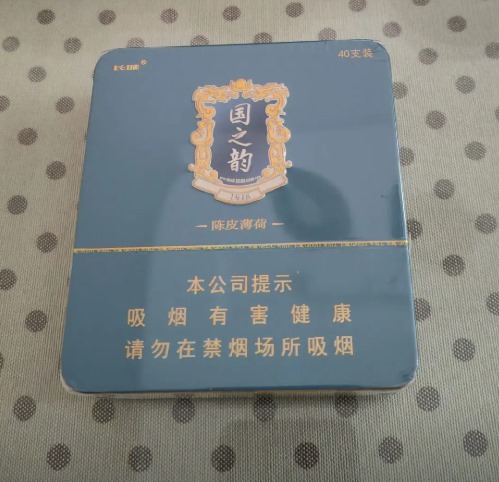 长城®
40支装
国之韵
1918
陈皮薄荷
本公司提示
吸烟有害健康
请勿在禁烟场所吸烟